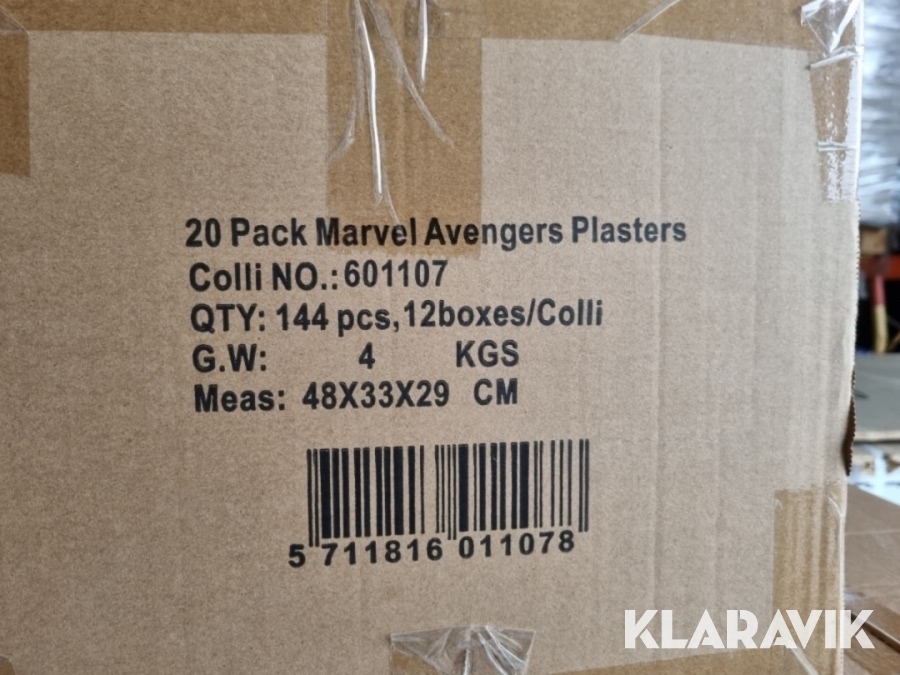 20 Pack Marvel Avengers Plasters
Colli NO.: 601107
QTY: 144 pcs,12boxes/Colli
G.W: 4 KGS
Meas: 48X33X29 CM
5 711816 011078
KLARAVIK